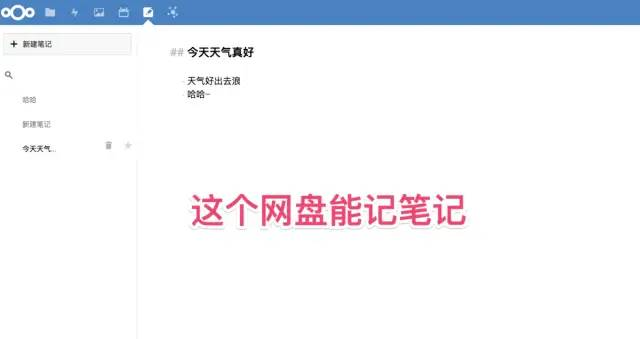 新建笔记
哈哈
新建笔记
今天天气...
## 今天天气真好
- 天气好出去浪
- 哈哈~
这个网盘能记笔记